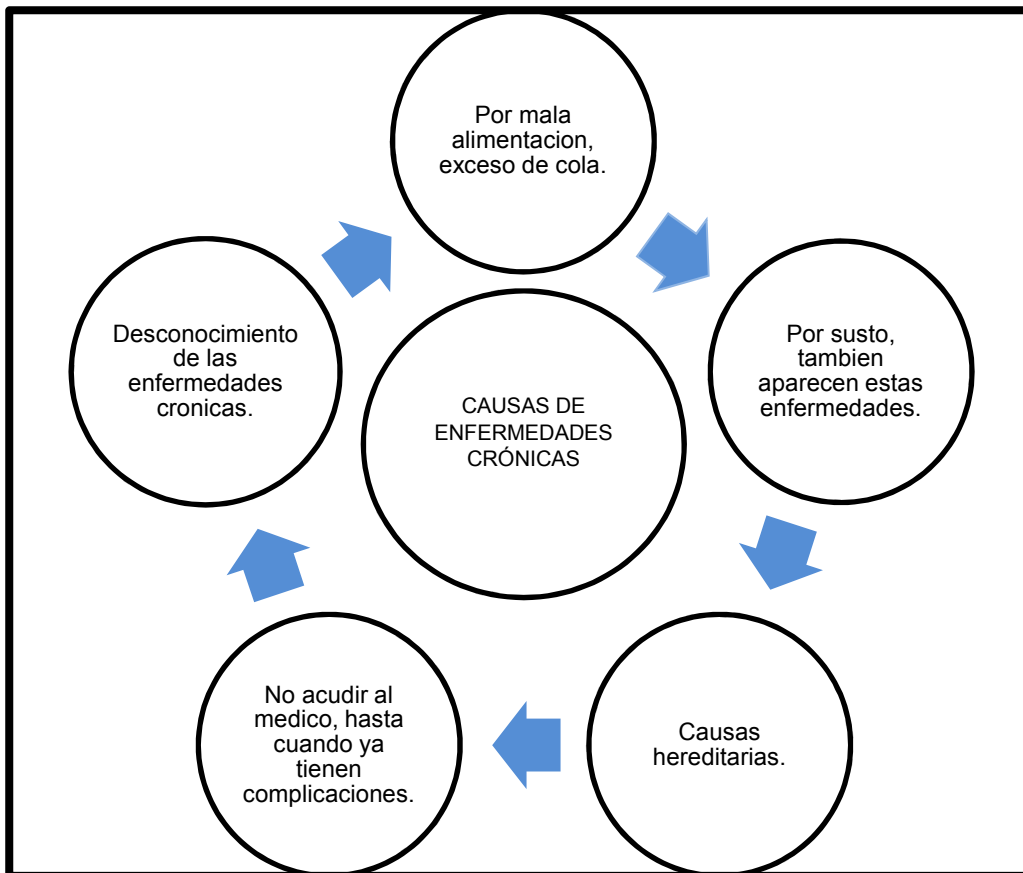 Por mala
alimentacion,
exceso de cola.
Por susto,
tambien
aparecen estas
enfermedades.
Causas
hereditarias.
No acudir al
medico, hasta
cuando ya
tienen
complicaciones.
Desconocimiento
de las
enfermedades
cronicas.
CAUSAS DE
ENFERMEDADES
CRÓNICAS